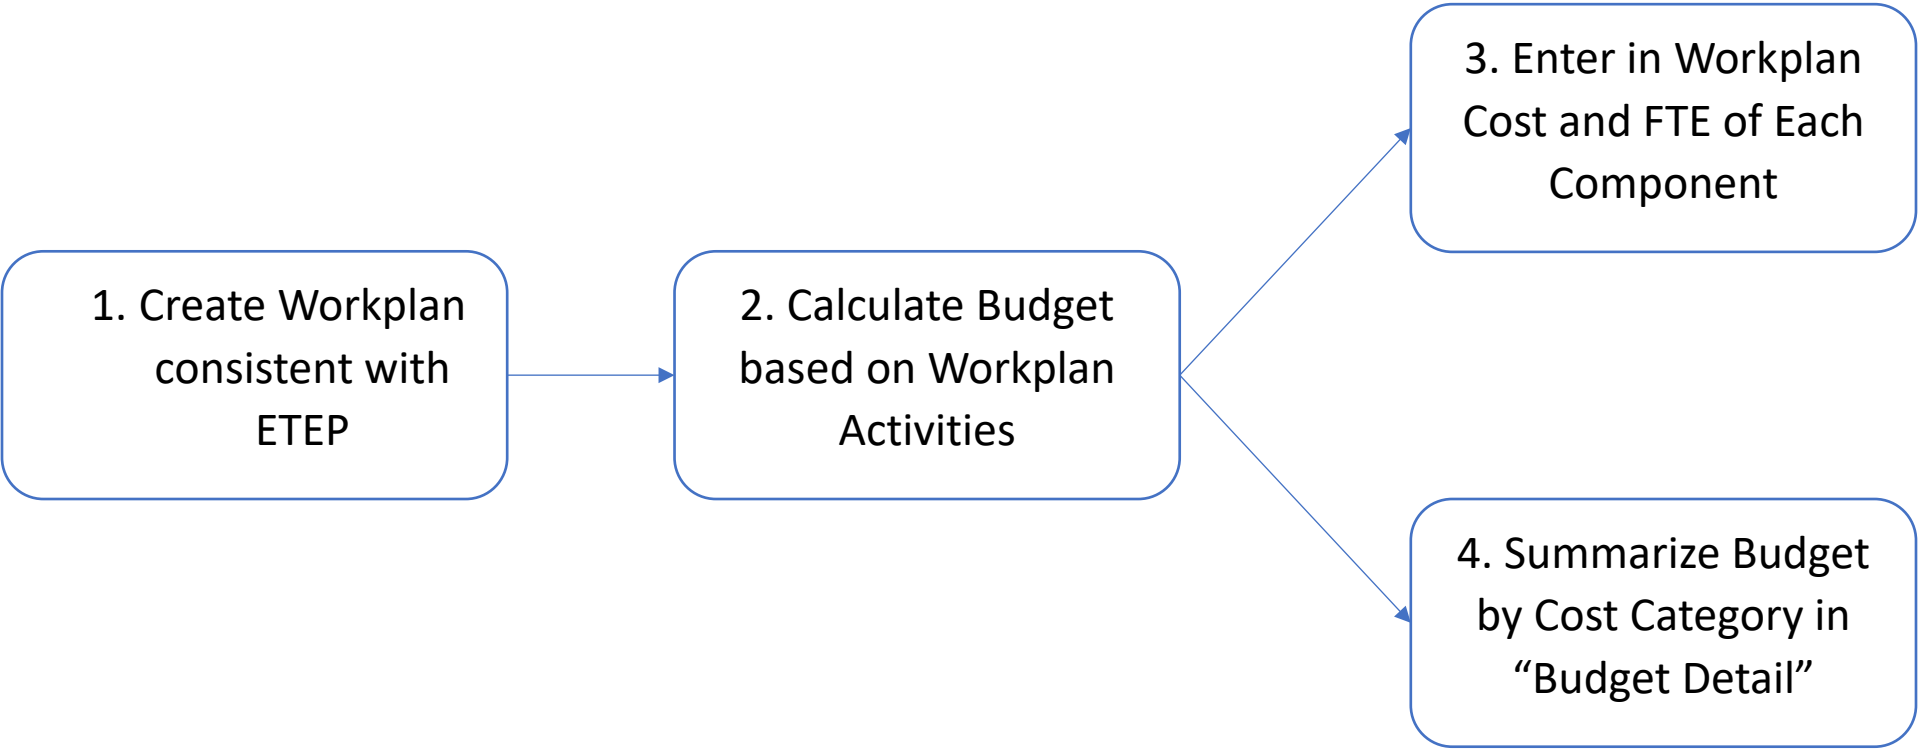 1. Create Workplan
consistent with
ETEP
2. Calculate Budget
based on Workplan
Activities
3. Enter in Workplan
Cost and FTE of Each
Component
4. Summarize Budget
by Cost Category in
“Budget Detail”